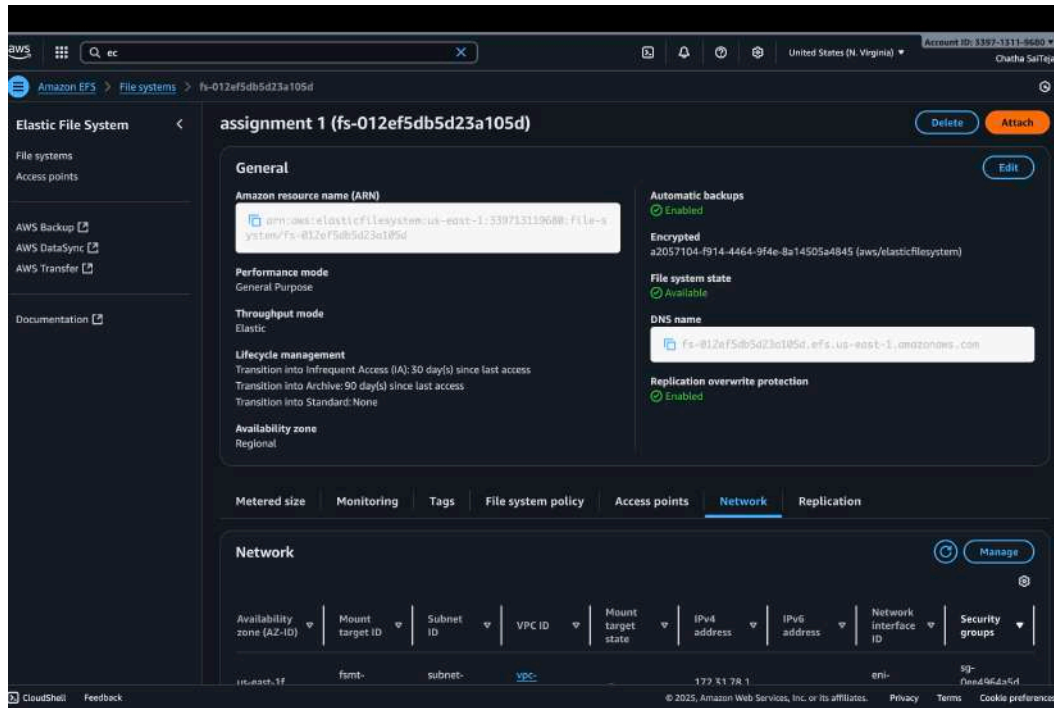 aws
ec
United States (N. Virginia)
Account ID: 3397-1311-9680
Chatha SaiTeja
Amazon EFS > File systems > fs-012ef5db5d23a105d
Elastic File System
File systems
Access points
AWS Backup
AWS DataSync
AWS Transfer
Documentation
assignment 1 (fs-012ef5db5d23a105d)
Delete
Attach
General
Edit
Amazon resource name (ARN)
arn:aws:elasticfilesystem:us-east-1:339713119680:file-s
ystem/fs-012ef5db5d23a105d
Performance mode
General Purpose
Throughput mode
Elastic
Lifecycle management
Transition into Infrequent Access (IA): 30 day(s) since last access
Transition into Archive: 90 day(s) since last access
Transition into Standard: None
Availability zone
Regional
Automatic backups
Enabled
Encrypted
a2057104-f914-4464-9f4e-8a14505a4845 (aws/elasticfilesystem)
File system state
Available
DNS name
fs-012ef5db5d23a105d.efs.us-east-1.amazonaws.com
Replication overwrite protection
Enabled
Metered size
Monitoring
Tags
File system policy
Access points
Network
Replication
Network
Manage
Availability zone (AZ-ID)
Mount target ID
Subnet ID
VPC ID
Mount target state
IPv4 address
IPv6 address
Network interface ID
Security groups
us-east-1f
fsmt-
subnet-
vpc-
172.31.78.1
eni-
sg-
0ee4964a5d
CloudShell
Feedback
© 2025, Amazon Web Services, Inc. or its affiliates.
Privacy
Terms
Cookie preferences